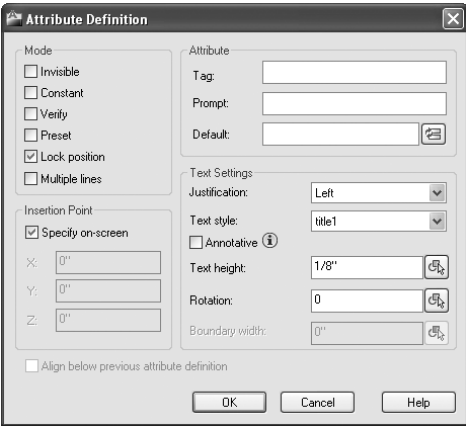 Attribute Definition
Mode
Invisible
Constant
Verify
Preset
Lock position
Multiple lines
Attribute
Tag:
Prompt:
Default:
Insertion Point
Specify on-screen
X: 0"
Y: 0"
Z: 0"
Text Settings
Justification: Left
Text style: title1
Annotative
Text height: 1/8"
Rotation: 0
Boundary width: 0"
Align below previous attribute definition
OK Cancel Help